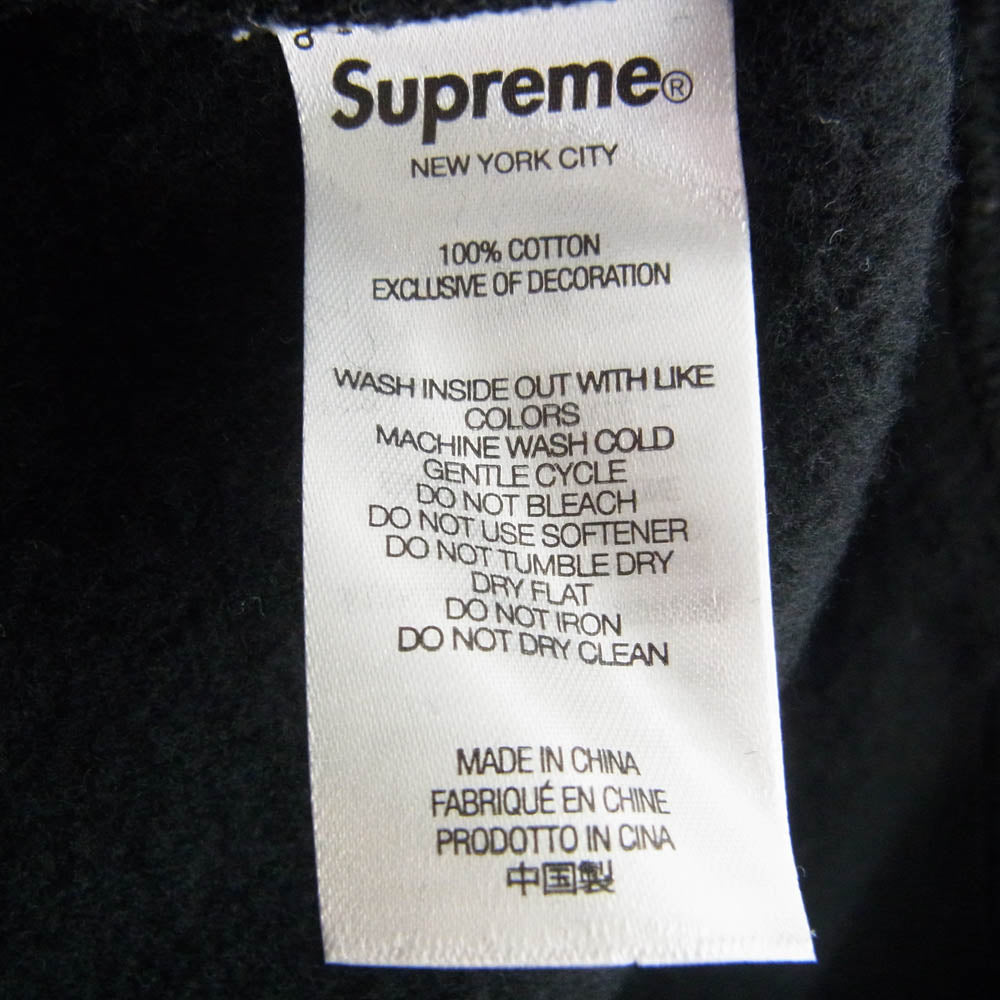 Supreme®
NEW YORK CITY
100% COTTON
EXCLUSIVE OF DECORATION
WASH INSIDE OUT WITH LIKE
COLORS
MACHINE WASH COLD
GENTLE CYCLE
DO NOT BLEACH
DO NOT USE SOFTENER
DO NOT TUMBLE DRY
DRY FLAT
DO NOT IRON
DO NOT DRY CLEAN
MADE IN CHINA
FABRIQUÉ EN CHINE
PRODOTTO IN CINA
中国製